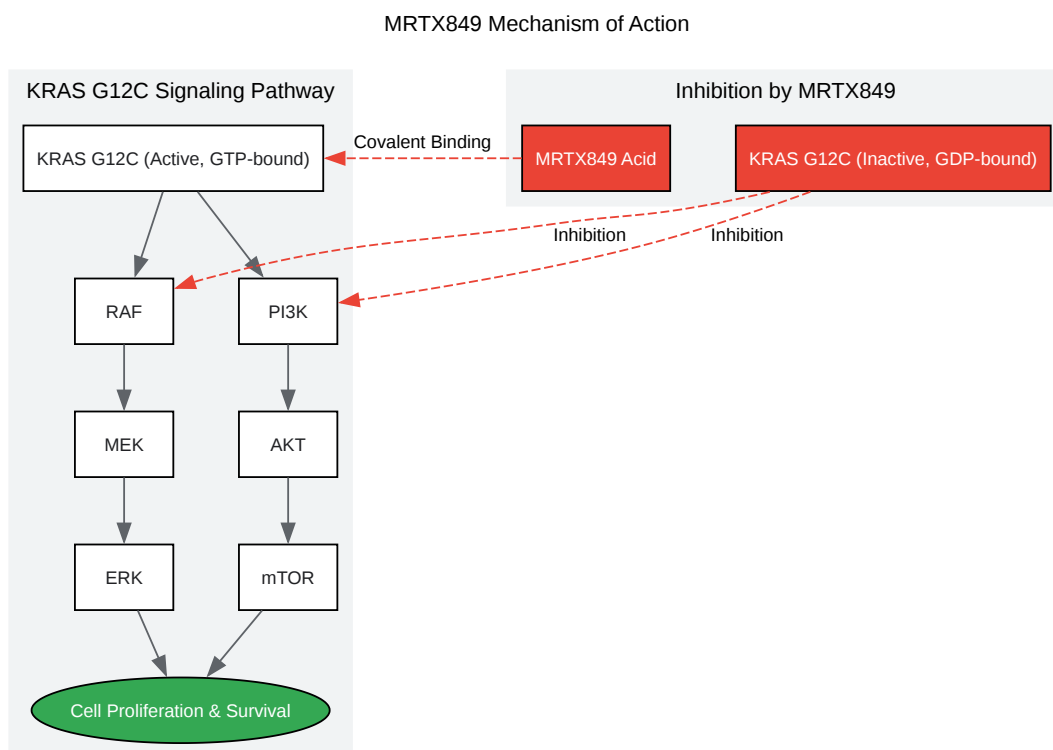 MRTX849 Mechanism of Action
KRAS G12C Signaling Pathway
Inhibition by MRTX849
KRAS G12C (Active, GTP-bound)
Covalent Binding
MRTX849 Acid
KRAS G12C (Inactive, GDP-bound)
Inhibition
Inhibition
RAF
PI3K
MEK
AKT
ERK
mTOR
Cell Proliferation & Survival